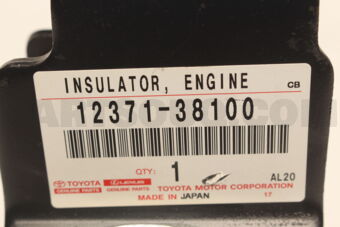 INSULATOR, ENGINE
CB
12371-38100
QTY: 1
AL20
TOYOTA LEXUS
GENUINE PARTS GENUINE PARTS
TOYOTA MOTOR CORPORATION
MADE IN JAPAN 17